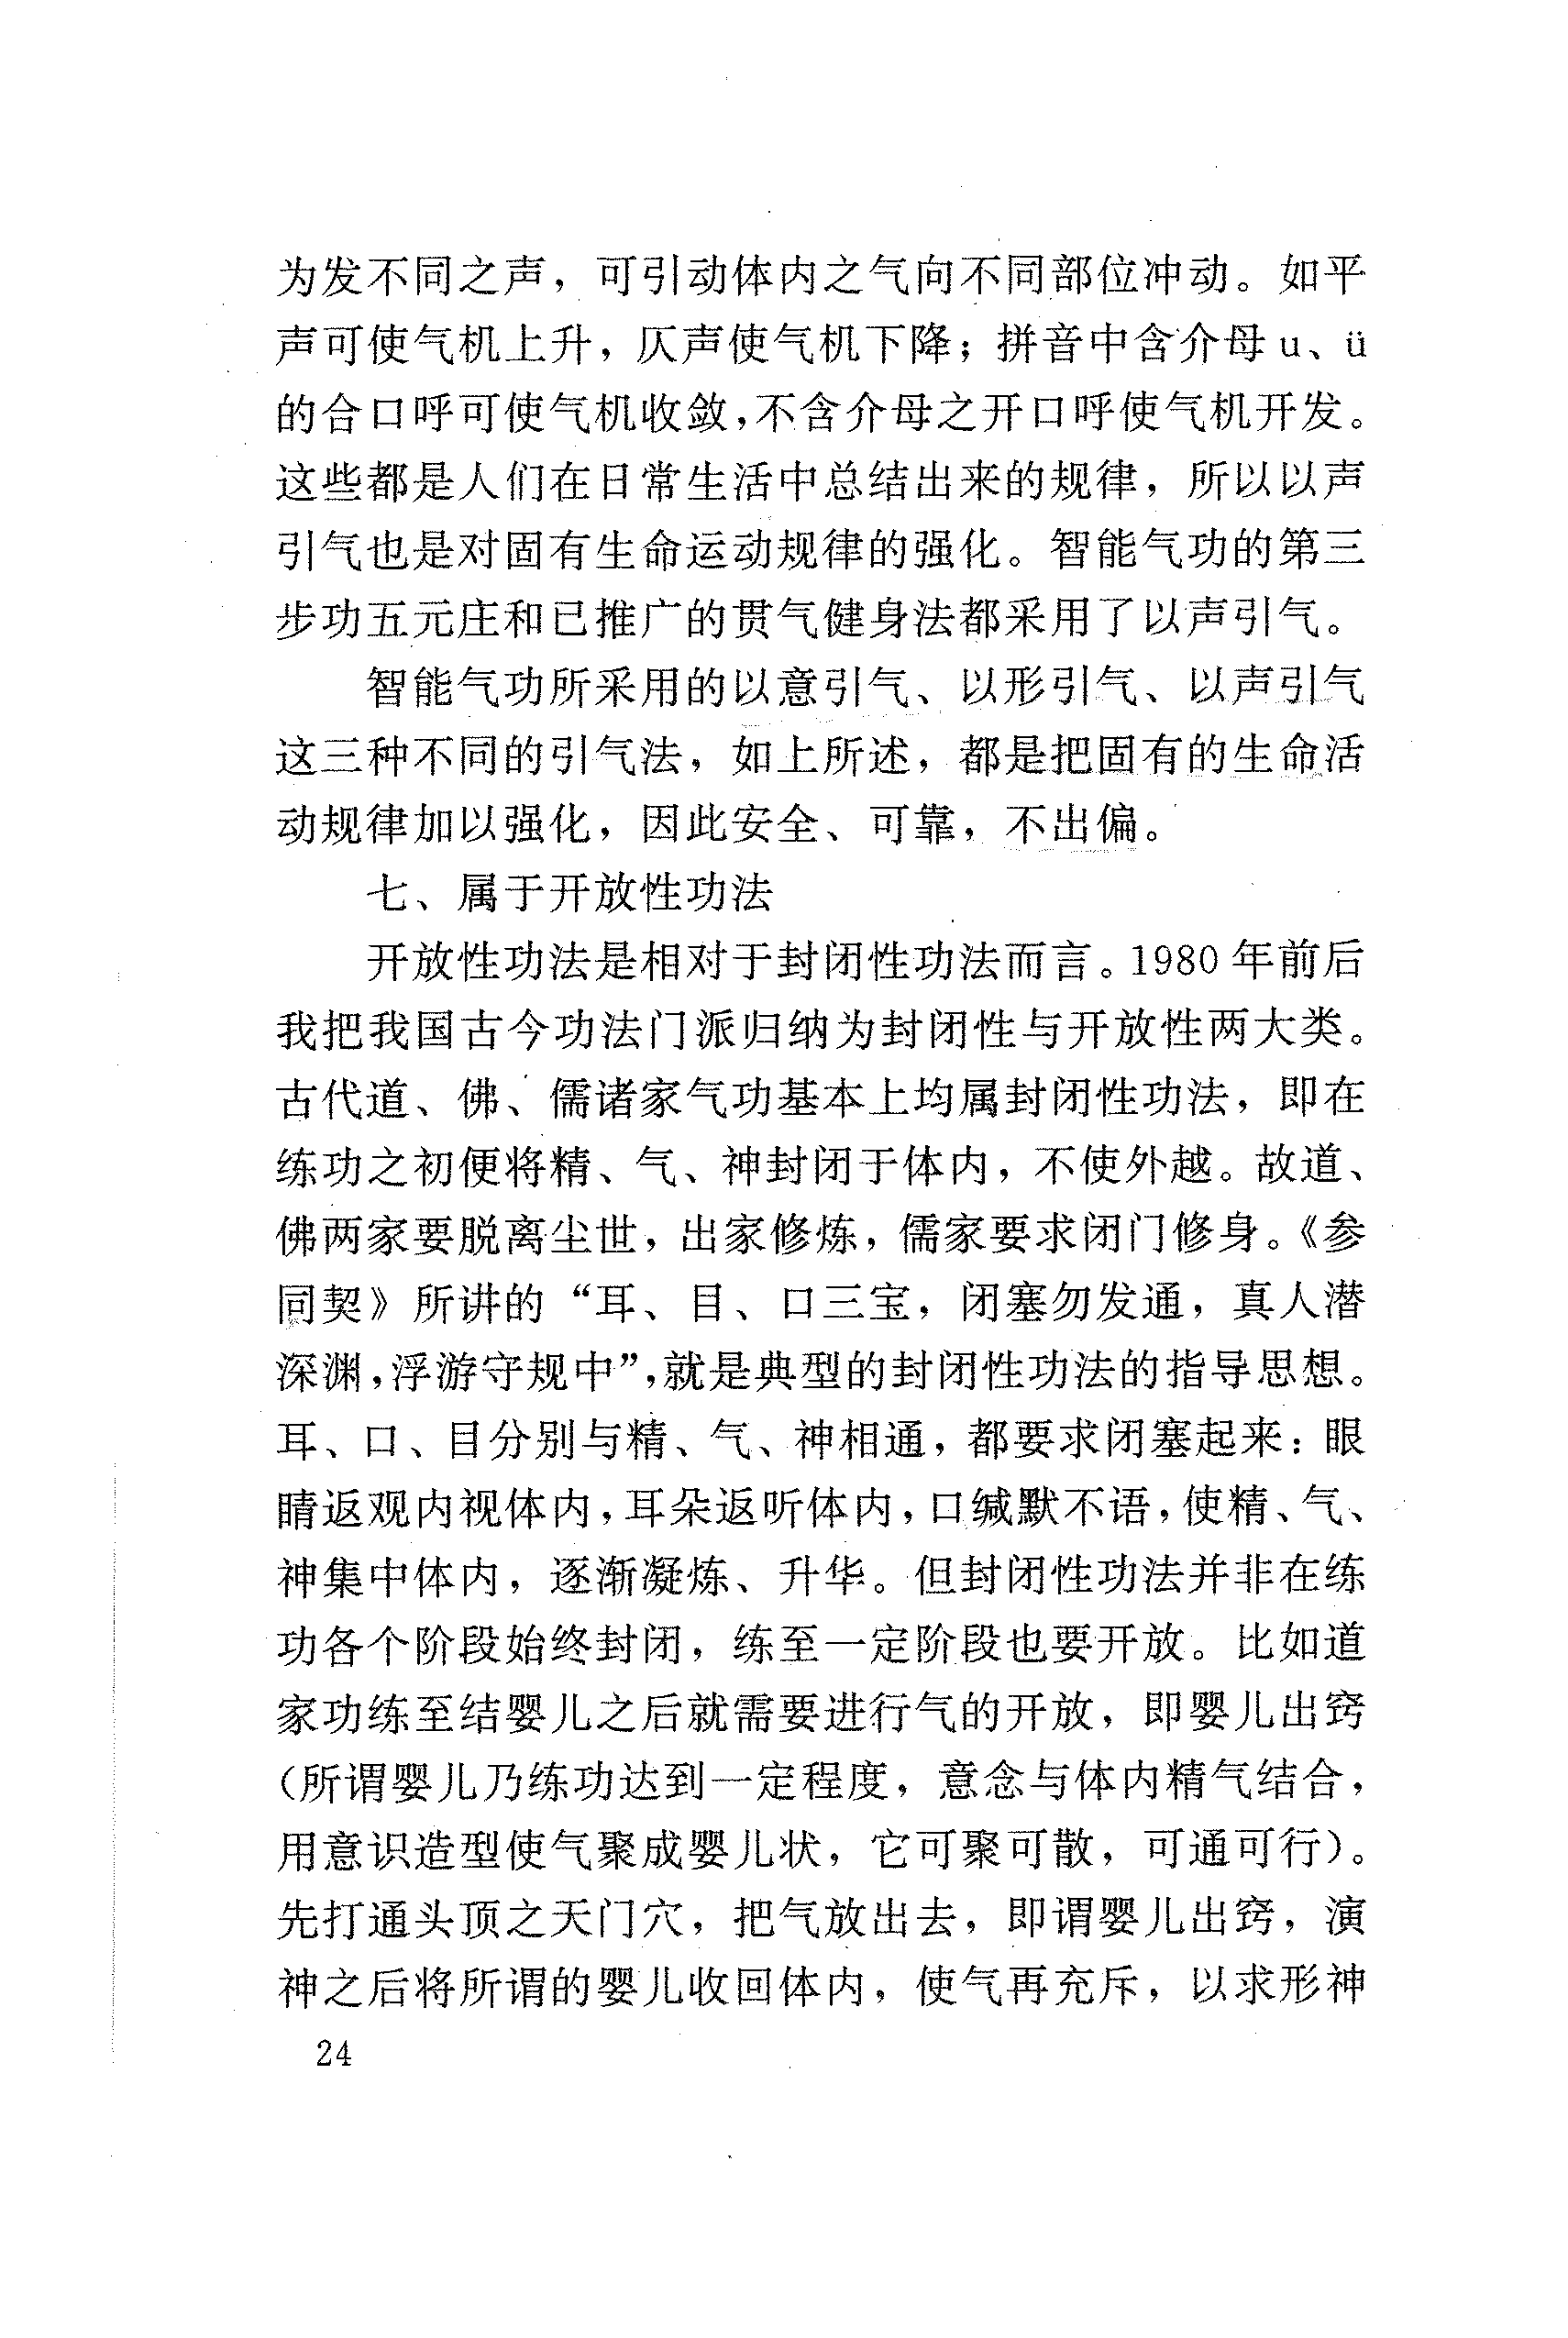 为发不同之声，可引动体内之气向不同部位冲动。如平
声可使气机上升，仄声使气机下降；拼音中含介母 u、ü
的合口呼可使气机收敛，不含介母之开口呼使气机开发。
这些都是人们在日常生活中总结出来的规律，所以以声
引气也是对固有生命运动规律的强化。智能气功的第三
步功五元庄和已推广的贯气健身法都采用了以声引气。
智能气功所采用的以意引气、以形引气、以声引气
这三种不同的引气法，如上所述，都是把固有的生命活
动规律加以强化，因此安全、可靠，不出偏。
七、属于开放性功法
开放性功法是相对于封闭性功法而言。1980 年前后
我把我国古今功法门派归纳为封闭性与开放性两大类。
古代道、佛、儒诸家气功基本上均属封闭性功法，即在
练功之初便将精、气、神封闭于体内，不使外越。故道、
佛两家要脱离尘世，出家修炼，儒家要求闭门修身。《参
同契》所讲的“耳、目、口三宝，闭塞勿发通，真人潜
深渊，浮游守规中”，就是典型的封闭性功法的指导思想。
耳、口、目分别与精、气、神相通，都要求闭塞起来：眼
睛返观内视体内，耳朵返听体内，口缄默不语，使精、气、
神集中体内，逐渐凝炼、升华。但封闭性功法并非在练
功各个阶段始终封闭，练至一定阶段也要开放。比如道
家功练至结婴儿之后就需要进行气的开放，即婴儿出窍
（所谓婴儿乃练功达到一定程度，意念与体内精气结合，
用意识造型使气聚成婴儿状，它可聚可散，可通可行）。
先打通头顶之天门穴，把气放出去，即谓婴儿出窍，演
神之后将所谓的婴儿收回体内，使气再充斥，以求形神
24